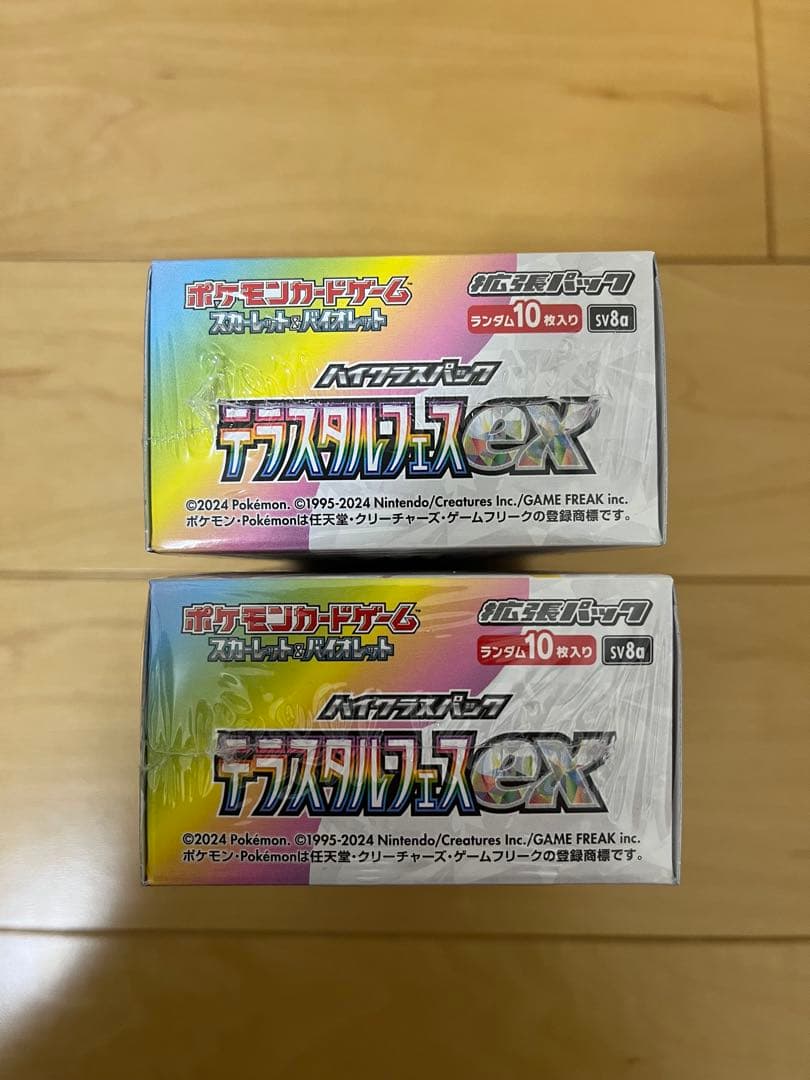 ポケモンカードゲーム™
スカーレット&バイオレット
拡張パック
ランダム10枚入り SV8a
ハイクラスパック
テラスタルフェスex
©2024 Pokémon. ©1995-2024 Nintendo/Creatures Inc./GAME FREAK inc.
ポケモン・Pokémonは任天堂・クリーチャーズ・ゲームフリークの登録商標です。
ポケモンカードゲーム™
スカーレット&バイオレット
拡張パック
ランダム10枚入り SV8a
ハイクラスパック
テラスタルフェスex
©2024 Pokémon. ©1995-2024 Nintendo/Creatures Inc./GAME FREAK inc.
ポケモン・Pokémonは任天堂・クリーチャーズ・ゲームフリークの登録商標です。